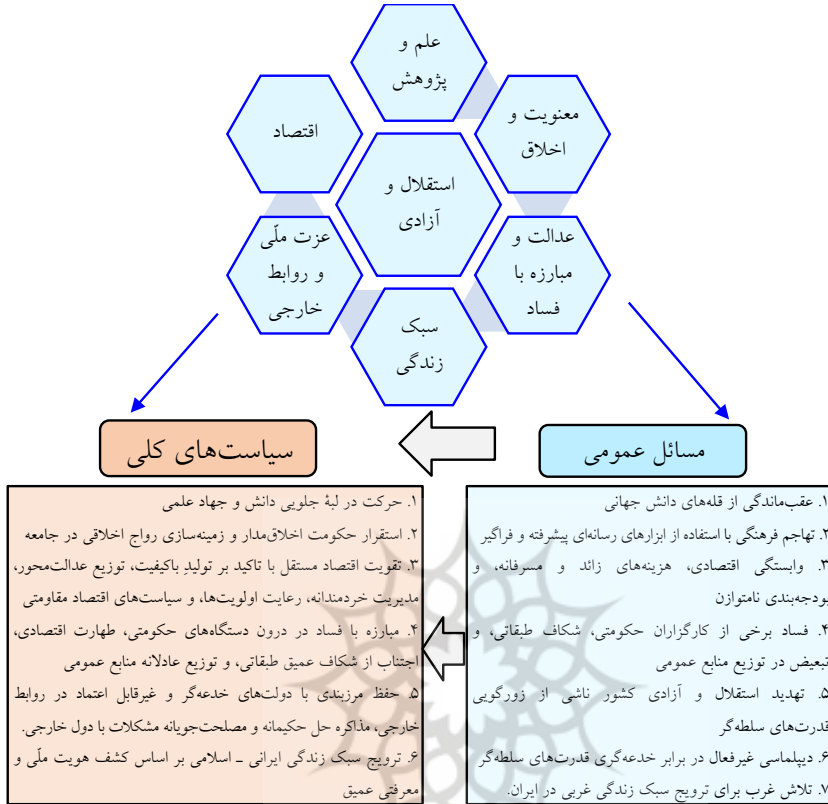 علم و
پژوهش
معنویت و
اخلاق
اقتصاد
استقلال و
آزادی
عدالت و
مبارزه با
فساد
عزت ملّی
و روابط
خارجی
سبک
زندگی
مسائل عمومی
سیاست‌های کلی
۱. عقب‌ماندگی از قله‌های دانش جهانی
۲. تهاجم فرهنگی با استفاده از ابزارهای رسانه‌ای پیشرفته و فراگیر
۳. وابستگی اقتصادی، هزینه‌های زائد و مسرفانه، و
بودجه‌بندی نامتوازن
۴. فساد برخی از کارگزاران حکومتی، شکاف طبقاتی، و
تبعیض در توزیع منابع عمومی
۵. تهدید استقلال و آزادی کشور ناشی از زورگویی
قدرت‌های سلطه‌گر
۶. دیپلماسی غیرفعال در برابر خدعه‌گری قدرت‌های سلطه‌گر
۷. تلاش غرب برای ترویج سبک زندگی غربی در ایران.
۱. حرکت در لبهٔ جلویی دانش و جهاد علمی
۲. استقرار حکومت اخلاق‌مدار و زمینه‌سازی رواج اخلاقی در جامعه
۳. تقویت اقتصاد مستقل با تاکید بر تولیدِ باکیفیت، توزیع عدالت‌محور،
مدیریت خردمندانه، رعایت اولویت‌ها، و سیاست‌های اقتصاد مقاومتی
۴. مبارزه با فساد در درون دستگاه‌های حکومتی، طهارت اقتصادی،
اجتناب از شکاف عمیق طبقاتی، و توزیع عادلانه منابع عمومی
۵. حفظ مرزبندی با دولت‌های خدعه‌گر و غیرقابل اعتماد در روابط
خارجی، مذاکره حل حکیمانه و مصلحت‌جویانه مشکلات با دول خارجی.
۶. ترویج سبک زندگی ایرانی ــ اسلامی بر اساس کشف هویت ملّی و
معرفتی عمیق